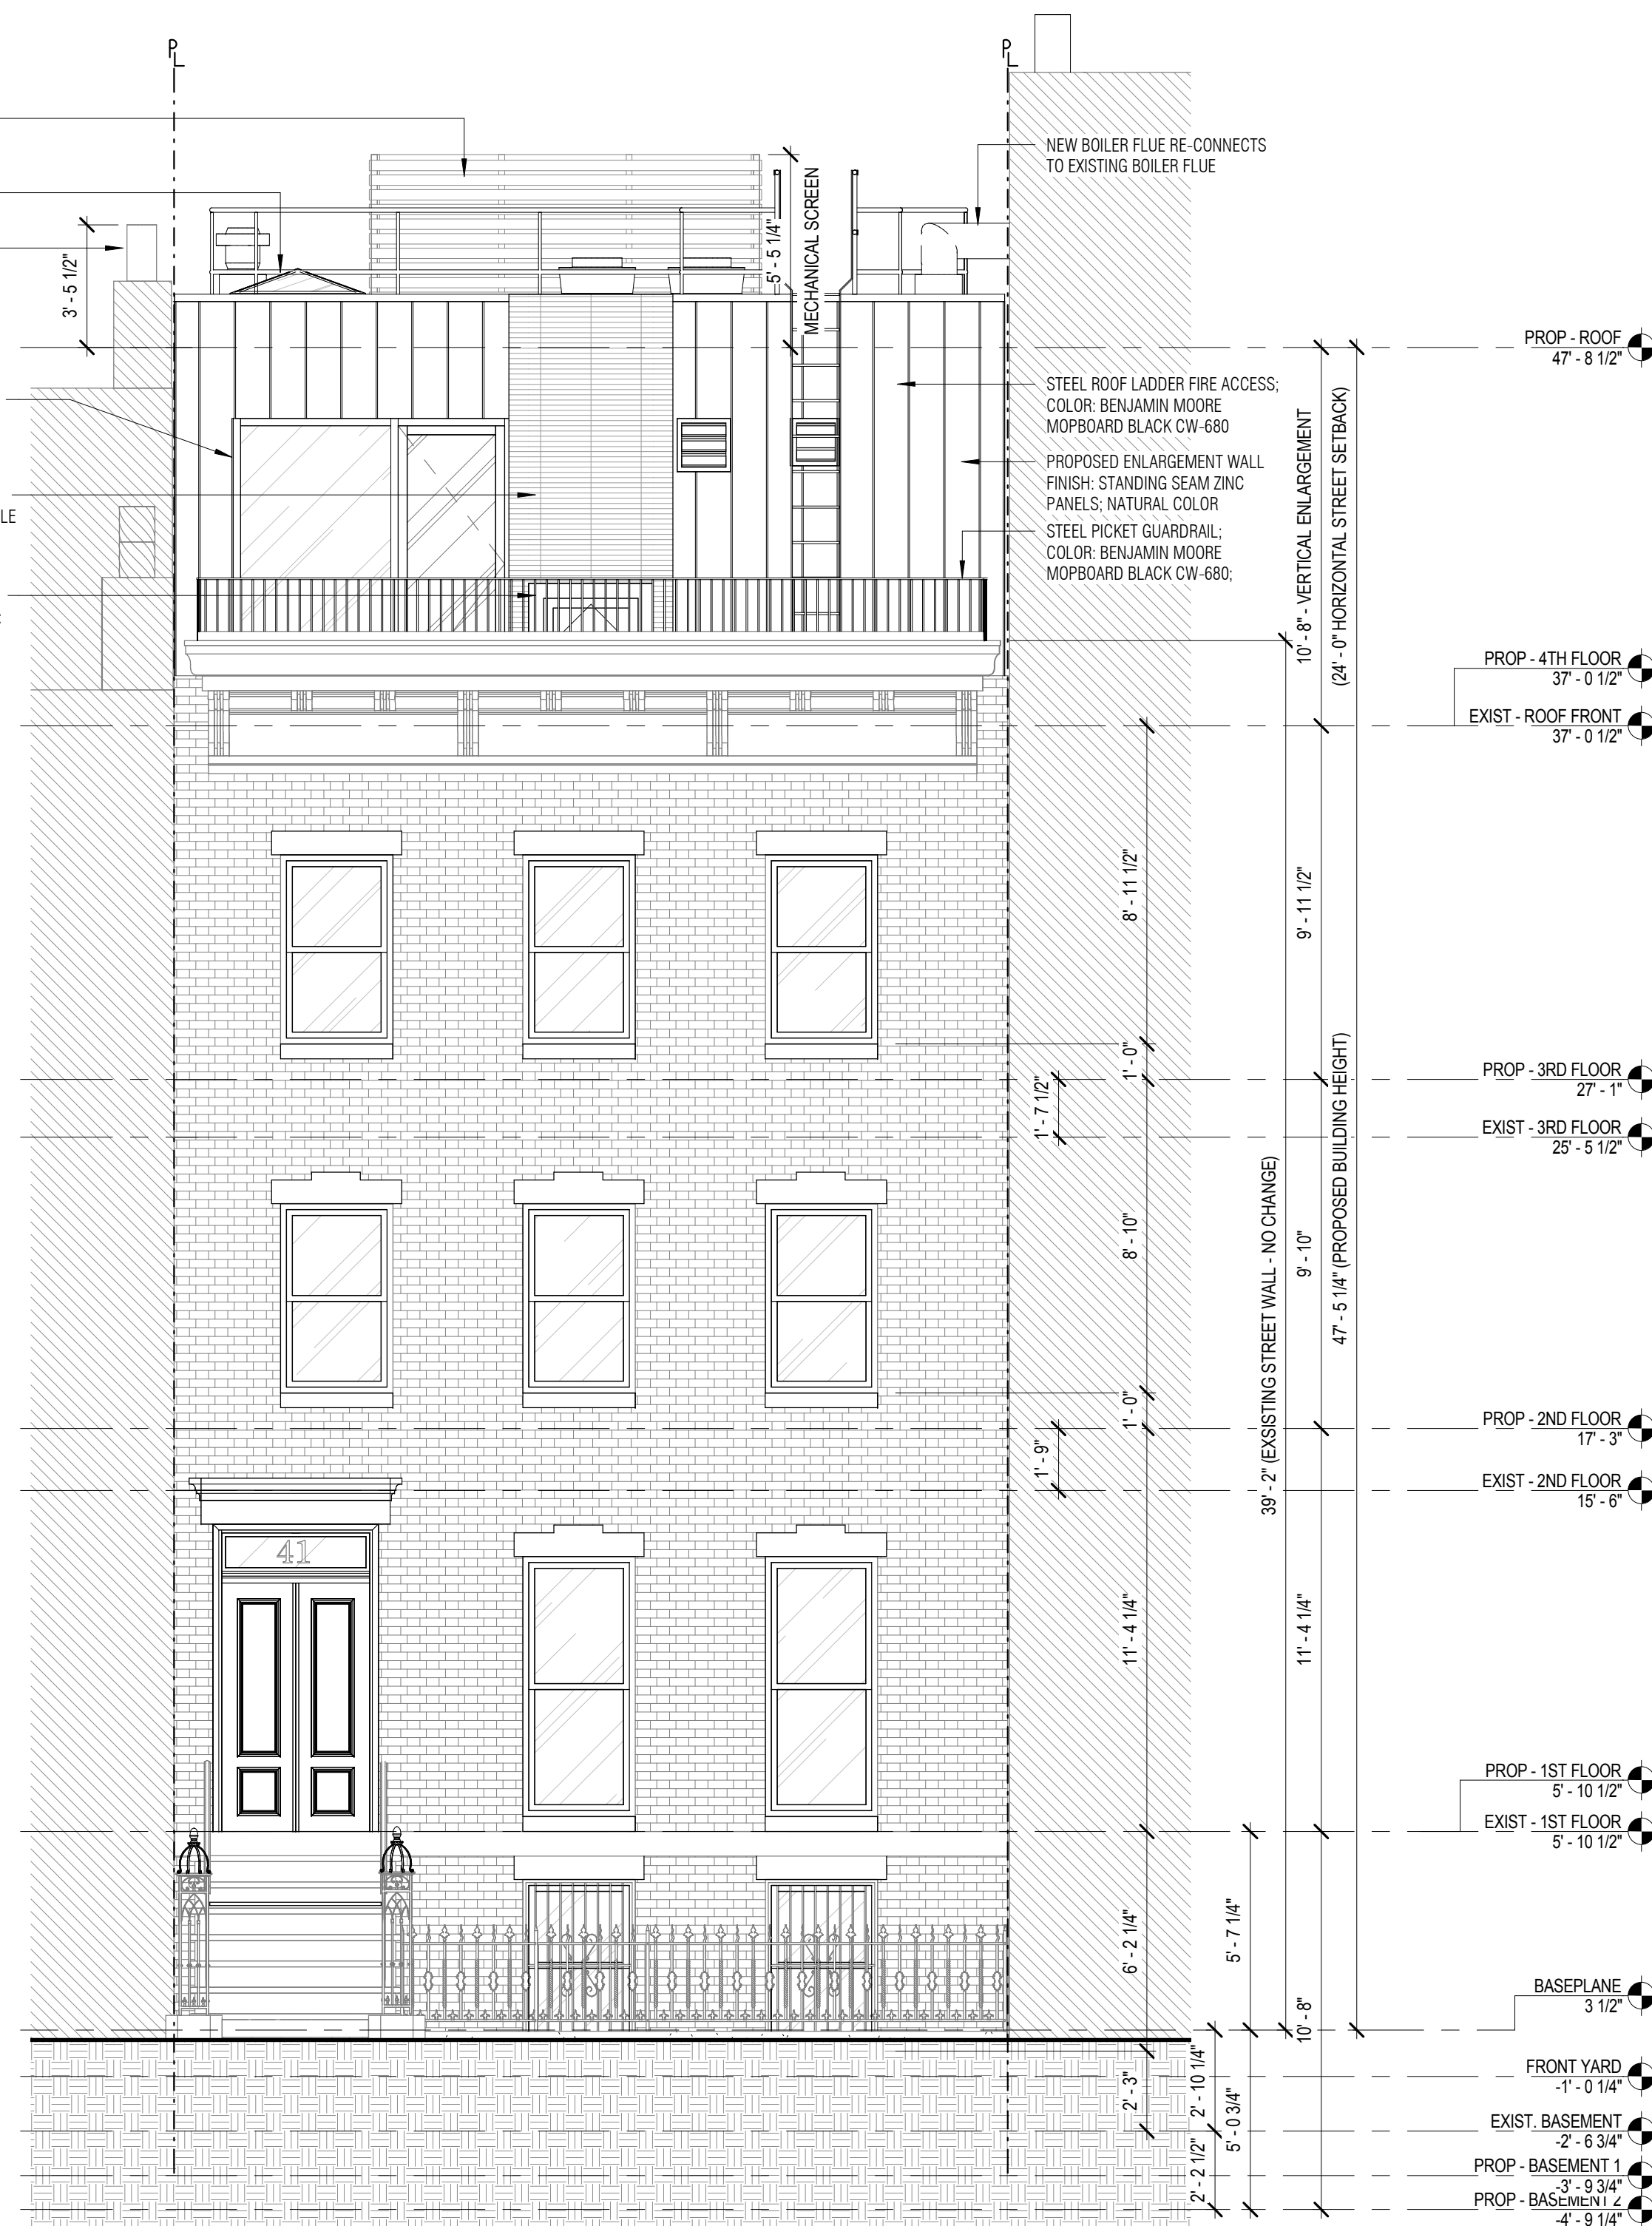 PL
PL
NEW BOILER FLUE RE-CONNECTS
TO EXISTING BOILER FLUE
MECHANICAL SCREEN
5' - 5 1/4"
3' - 5 1/2"
PROP - ROOF
47' - 8 1/2"
STEEL ROOF LADDER FIRE ACCESS;
COLOR: BENJAMIN MOORE
MOPBOARD BLACK CW-680
PROPOSED ENLARGEMENT WALL
FINISH: STANDING SEAM ZINC
PANELS; NATURAL COLOR
LE
STEEL PICKET GUARDRAIL;
COLOR: BENJAMIN MOORE
MOPBOARD BLACK CW-680;
10' - 8" - VERTICAL ENLARGEMENT
(24' - 0" HORIZONTAL STREET SETBACK)
PROP - 4TH FLOOR
37' - 0 1/2"
EXIST - ROOF FRONT
37' - 0 1/2"
8' - 11 1/2"
9' - 11 1/2"
1' - 0"
PROP - 3RD FLOOR
27' - 1"
1' - 7 1/2"
EXIST - 3RD FLOOR
25' - 5 1/2"
47' - 5 1/4" (PROPOSED BUILDING HEIGHT)
39' - 2" (EXSISTING STREET WALL - NO CHANGE)
8' - 10"
9' - 10"
1' - 0"
PROP - 2ND FLOOR
17' - 3"
1' - 9"
EXIST - 2ND FLOOR
15' - 6"
41
11' - 4 1/4"
11' - 4 1/4"
PROP - 1ST FLOOR
5' - 10 1/2"
EXIST - 1ST FLOOR
5' - 10 1/2"
6' - 2 1/4"
5' - 7 1/4"
BASEPLANE
3 1/2"
10' - 8"
2' - 3"
2' - 10 1/4"
5' - 0 3/4"
FRONT YARD
-1' - 0 1/4"
EXIST. BASEMENT
-2' - 6 3/4"
2' - 2 1/2"
PROP - BASEMENT 1
-3' - 9 3/4"
PROP - BASEMENT 2
-4' - 9 1/4"